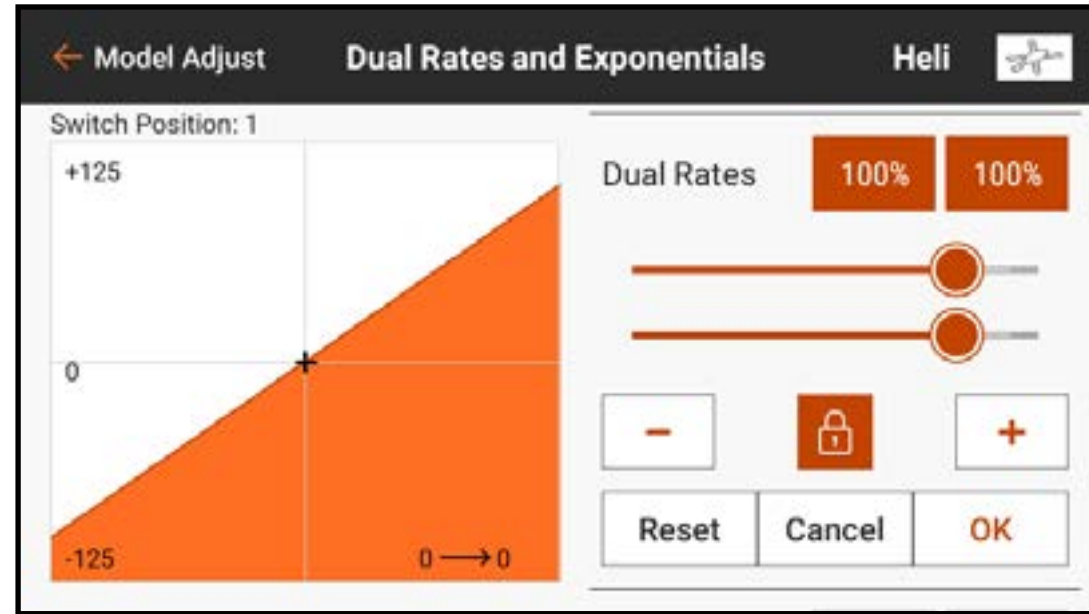 ← Model Adjust Dual Rates and Exponentials Heli
Switch Position: 1
+125
0
-125
0 → 0
Dual Rates 100% 100%
− +
Reset Cancel OK